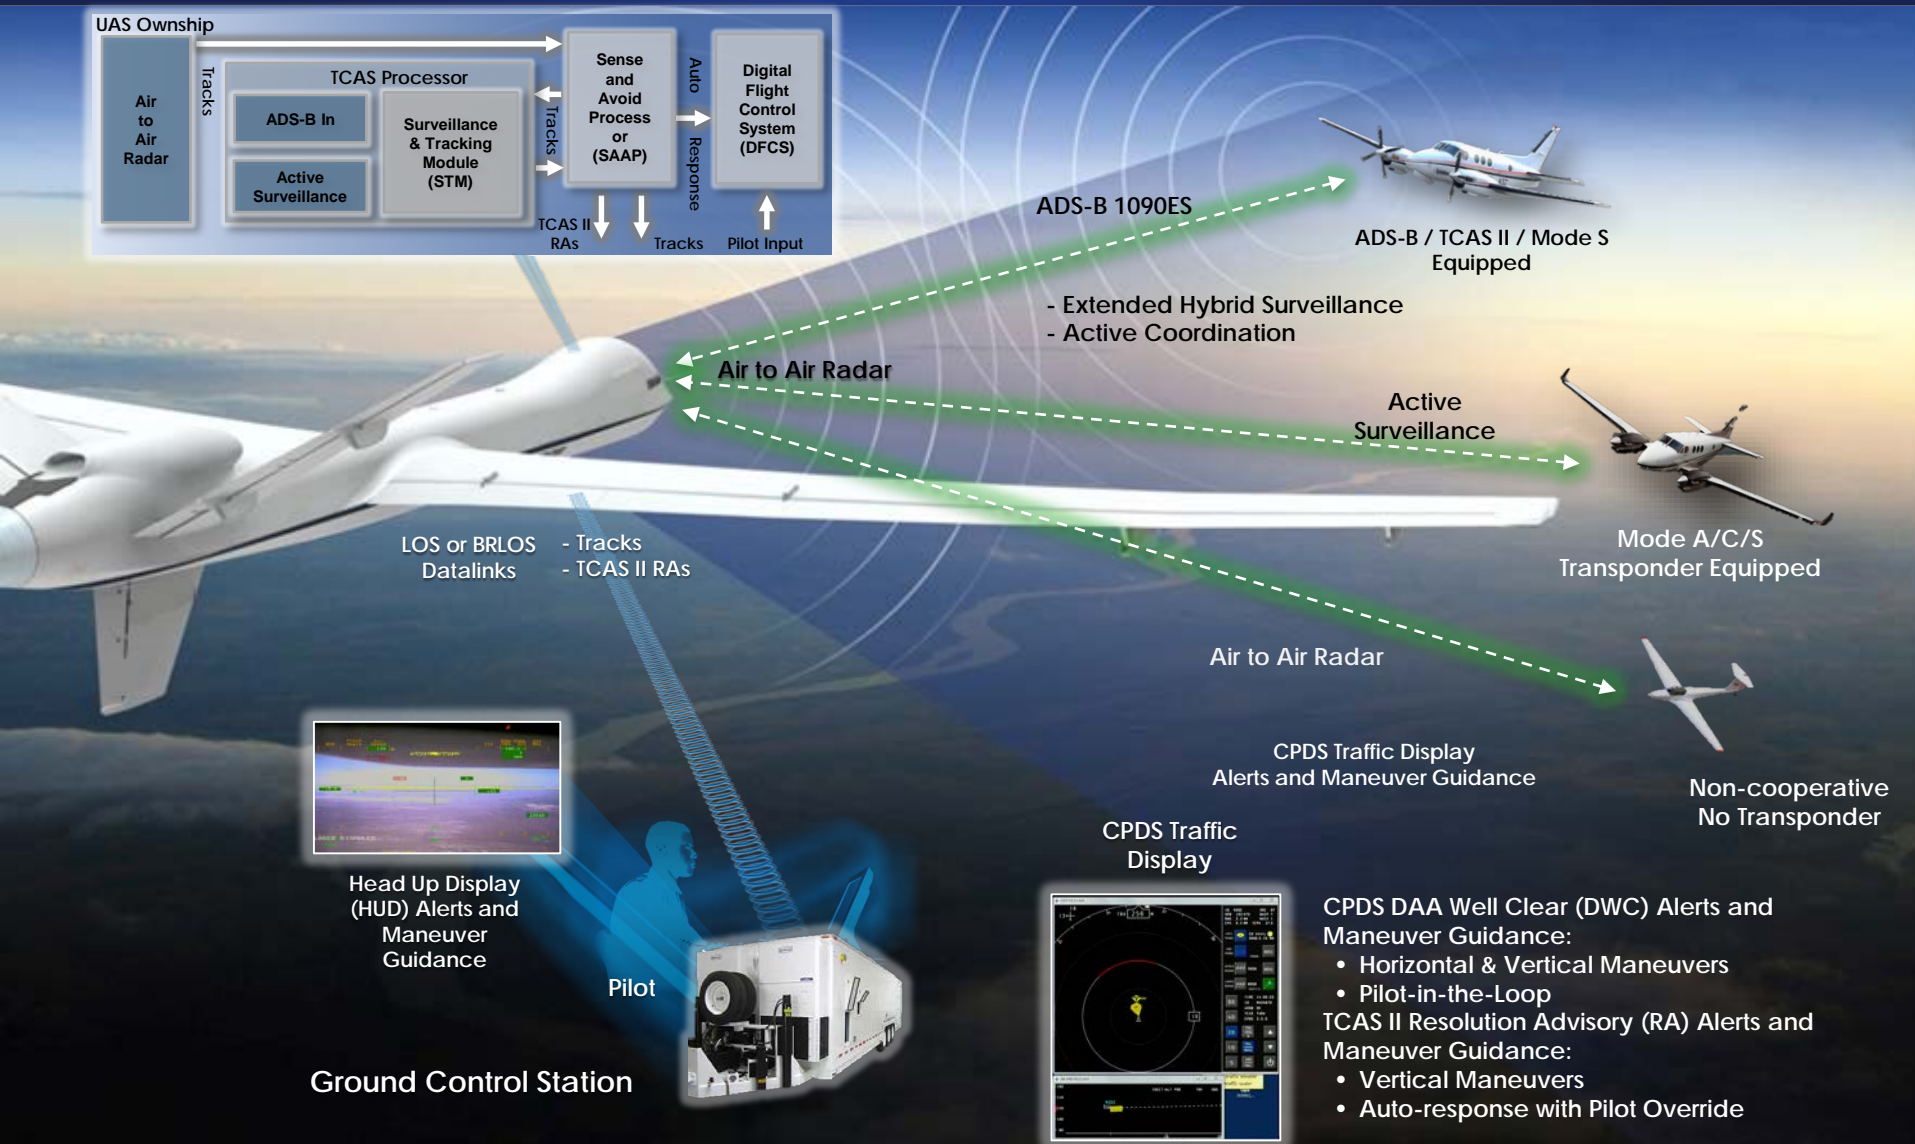 UAS Ownship
Air
to
Air
Radar
Tracks
TCAS Processor
ADS-B In
Active
Surveillance
Surveillance
& Tracking
Module
(STM)
Tracks
Sense
and
Avoid
Process
or
(SAAP)
Auto
Response
Digital
Flight
Control
System
(DFCS)
TCAS II
RAs
Tracks
Pilot Input
ADS-B 1090ES
ADS-B / TCAS II / Mode S
Equipped
- Extended Hybrid Surveillance
- Active Coordination
Air to Air Radar
Active
Surveillance
Mode A/C/S
Transponder Equipped
LOS or BRLOS
Datalinks
- Tracks
- TCAS II RAs
Air to Air Radar
CPDS Traffic Display
Alerts and Maneuver Guidance
Non-cooperative
No Transponder
Head Up Display
(HUD) Alerts and
Maneuver
Guidance
Pilot
Ground Control Station
CPDS Traffic
Display
CPDS DAA Well Clear (DWC) Alerts and
Maneuver Guidance:
• Horizontal & Vertical Maneuvers
• Pilot-in-the-Loop
TCAS II Resolution Advisory (RA) Alerts and
Maneuver Guidance:
• Vertical Maneuvers
• Auto-response with Pilot Override